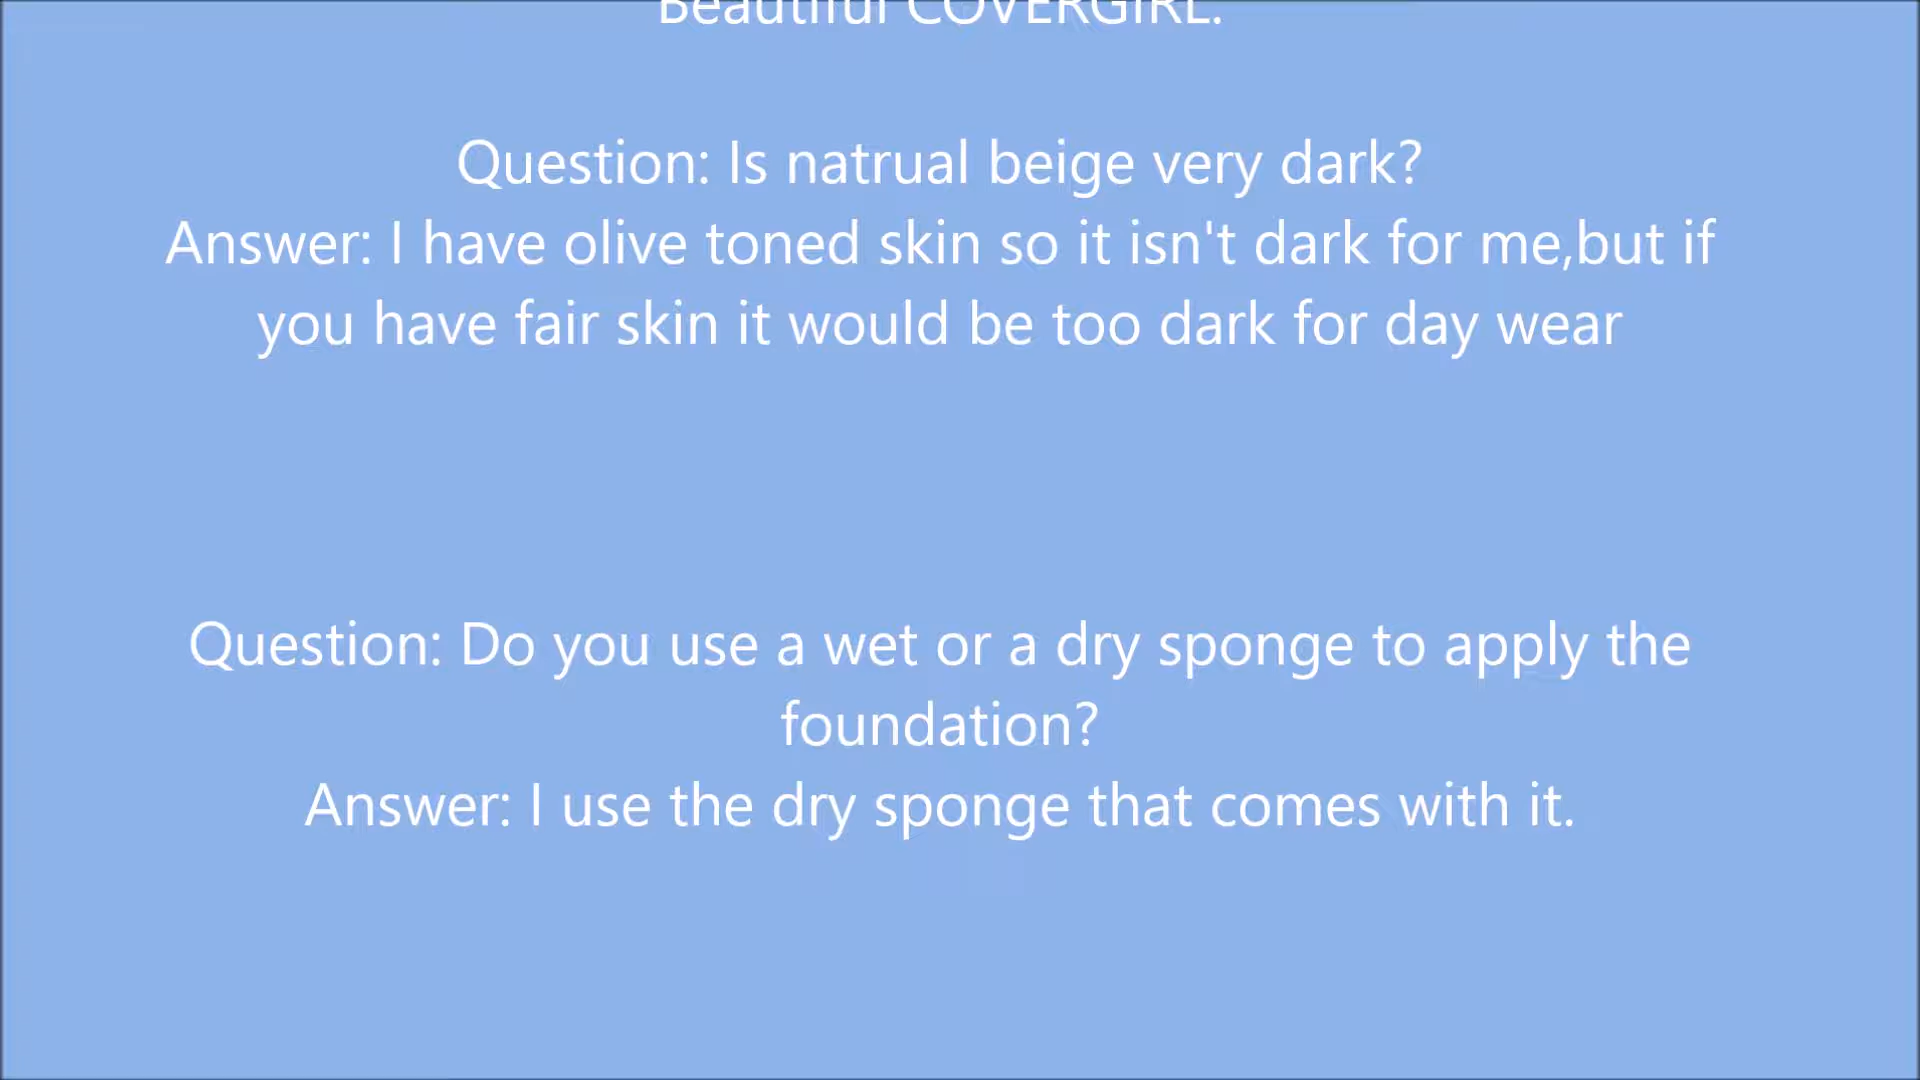 Beautiful COVERGIRL.
Question: Is natrual beige very dark?
Answer: I have olive toned skin so it isn't dark for me,but if
you have fair skin it would be too dark for day wear
Question: Do you use a wet or a dry sponge to apply the
foundation?
Answer: I use the dry sponge that comes with it.